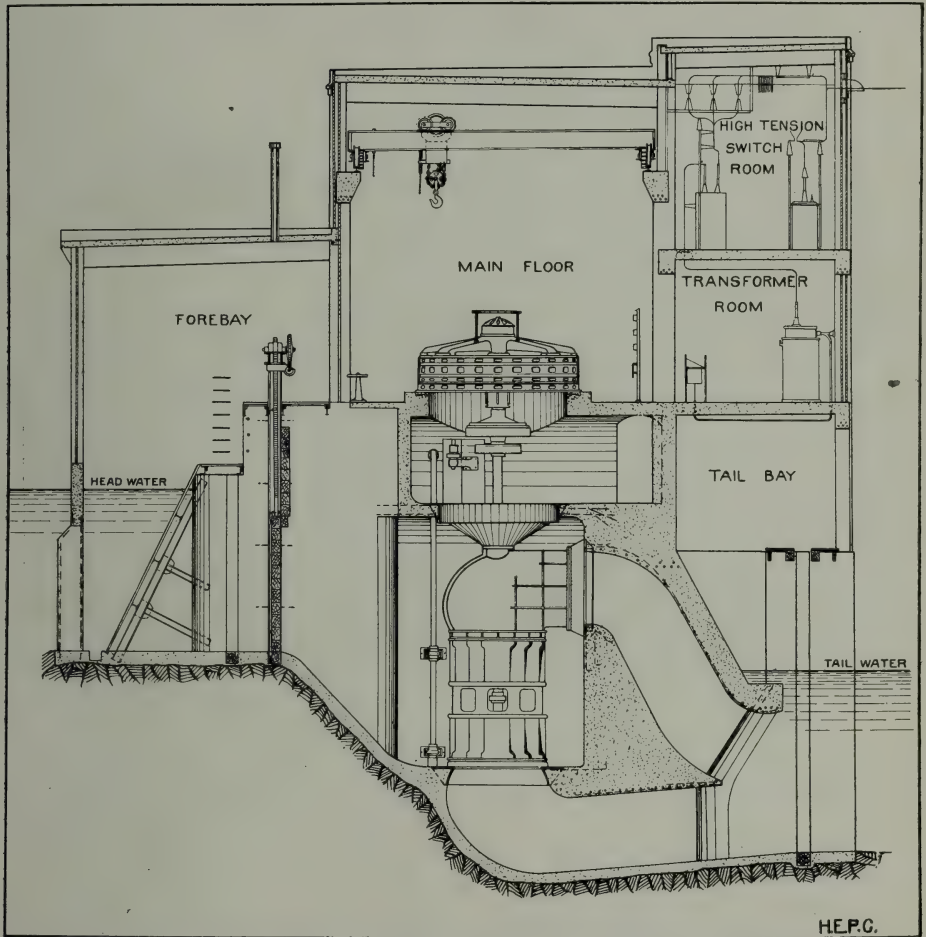 HIGH TENSION
SWITCH
ROOM
MAIN FLOOR
TRANSFORMER
ROOM
FOREBAY
HEAD WATER
TAIL BAY
TAIL WATER
H.E.P.C.